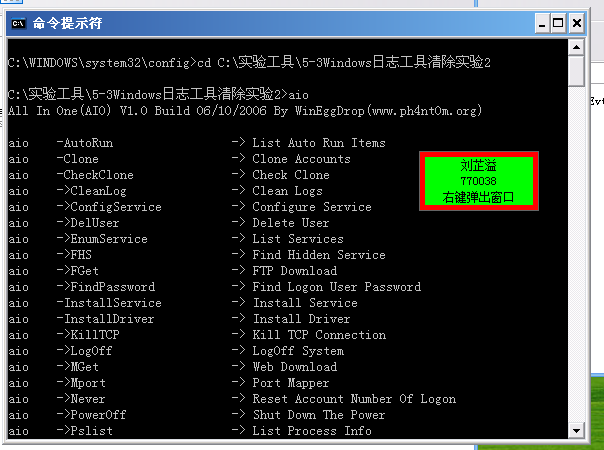 命令提示符
C:\WINDOWS\system32\config>cd C:\实验工具\5-3Windows日志工具清除实验2
C:\实验工具\5-3Windows日志工具清除实验2>aio
All In One(AIO) V1.0 Build 06/10/2006 By WinEggDrop(www.ph4nt0m.org)
aio -AutoRun -> List Auto Run Items
aio -Clone -> Clone Accounts
aio -CheckClone -> Check Clone
aio ->CleanLog -> Clean Logs
aio ->ConfigService -> Configure Service
aio ->DelUser -> Delete User
aio ->EnumService -> List Services
aio ->FHS -> Find Hidden Service
aio ->FGet -> FTP Download
aio ->FindPassword -> Find Logon User Password
aio -InstallService -> Install Service
aio -InstallDriver -> Install Driver
aio ->KillTCP -> Kill TCP Connection
aio ->LogOff -> LogOff System
aio ->MGet -> Web Download
aio ->Mport -> Port Mapper
aio ->Never -> Reset Account Number Of Logon
aio ->PowerOff -> Shut Down The Power
aio ->Pslist -> List Process Info
刘芷溢
770038
右键弹出窗口